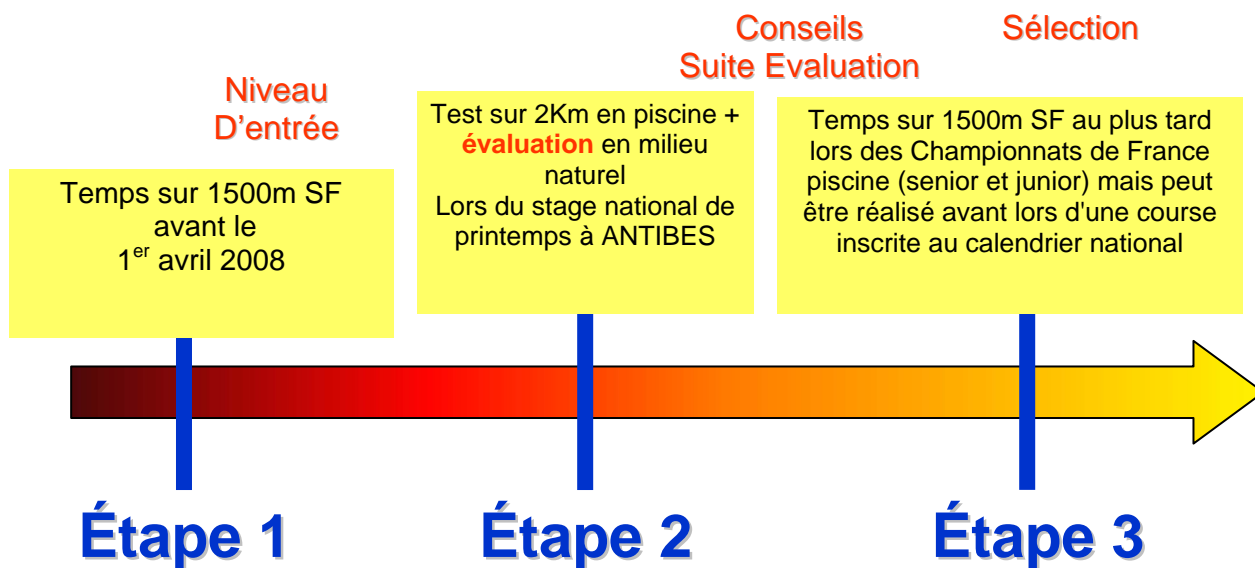 Niveau
D'entrée
Temps sur 1500m SF
avant le
1er avril 2008
Conseils
Suite Evaluation
Test sur 2Km en piscine +
évaluation en milieu
naturel
Lors du stage national de
printemps à ANTIBES
Sélection
Temps sur 1500m SF au plus tard
lors des Championnats de France
piscine (senior et junior) mais peut
être réalisé avant lors d'une course
inscrite au calendrier national
Étape 1
Étape 2
Étape 3